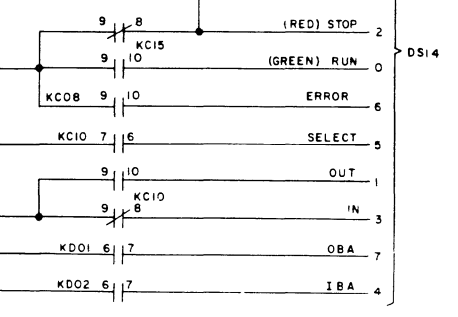 9 8 (RED) STOP 2
KC15
9 10 (GREEN) RUN 0
DS14
KC08 9 10 ERROR 6
KC10 7 6 SELECT 5
9 10 OUT 1
KC10
9 8 IN 3
KD01 6 7 OBA 7
KD02 6 7 IBA 4